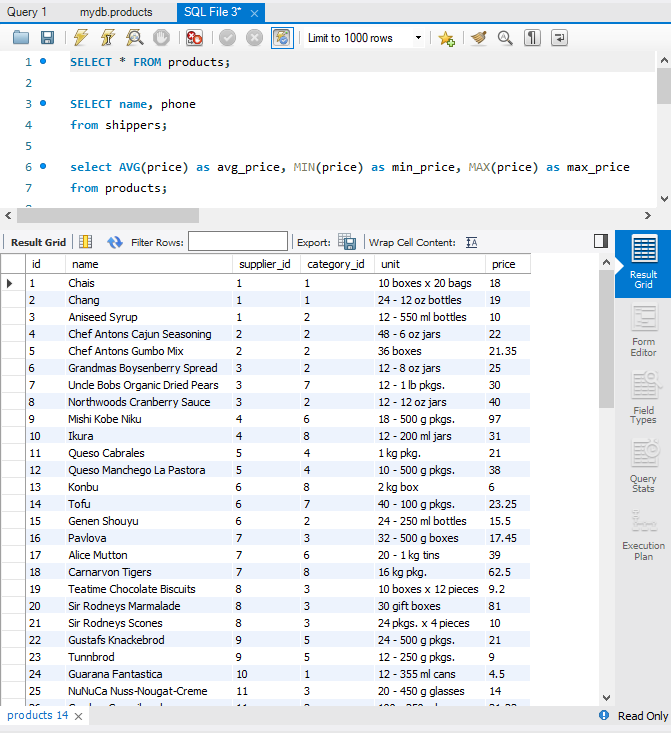 Query 1 mydb.products SQL File 3* ×
Limit to 1000 rows
1 SELECT * FROM products;
2
3 SELECT name, phone
4 from shippers;
5
6 select AVG(price) as avg_price, MIN(price) as min_price, MAX(price) as max_price
7 from products;
Result Grid Filter Rows: Export: Wrap Cell Content: IA
id name supplier_id category_id unit price
1 Chais 1 1 10 boxes x 20 bags 18
2 Chang 1 1 24 - 12 oz bottles 19
3 Aniseed Syrup 1 2 12 - 550 ml bottles 10
4 Chef Antons Cajun Seasoning 2 2 48 - 6 oz jars 22
5 Chef Antons Gumbo Mix 2 2 36 boxes 21.35
6 Grandmas Boysenberry Spread 3 2 12 - 8 oz jars 25
7 Uncle Bobs Organic Dried Pears 3 7 12 - 1 lb pkgs. 30
8 Northwoods Cranberry Sauce 3 2 12 - 12 oz jars 40
9 Mishi Kobe Niku 4 6 18 - 500 g pkgs. 97
10 Ikura 4 8 12 - 200 ml jars 31
11 Queso Cabrales 5 4 1 kg pkg. 21
12 Queso Manchego La Pastora 5 4 10 - 500 g pkgs. 38
13 Konbu 6 8 2 kg box 6
14 Tofu 6 7 40 - 100 g pkgs. 23.25
15 Genen Shouyu 6 2 24 - 250 ml bottles 15.5
16 Pavlova 7 3 32 - 500 g boxes 17.45
17 Alice Mutton 7 6 20 - 1 kg tins 39
18 Carnarvon Tigers 7 8 16 kg pkg. 62.5
19 Teatime Chocolate Biscuits 8 3 10 boxes x 12 pieces 9.2
20 Sir Rodneys Marmalade 8 3 30 gift boxes 81
21 Sir Rodneys Scones 8 3 24 pkgs. x 4 pieces 10
22 Gustafs Knackebrod 9 5 24 - 500 g pkgs. 21
23 Tunnbrod 9 5 12 - 250 g pkgs. 9
24 Guarana Fantastica 10 1 12 - 355 ml cans 4.5
25 NuNuCa Nuss-Nougat-Creme 11 3 20 - 450 g glasses 14
Result
Grid
Form
Editor
Field
Types
Query
Stats
Execution
Plan
products 14 ×
Read Only